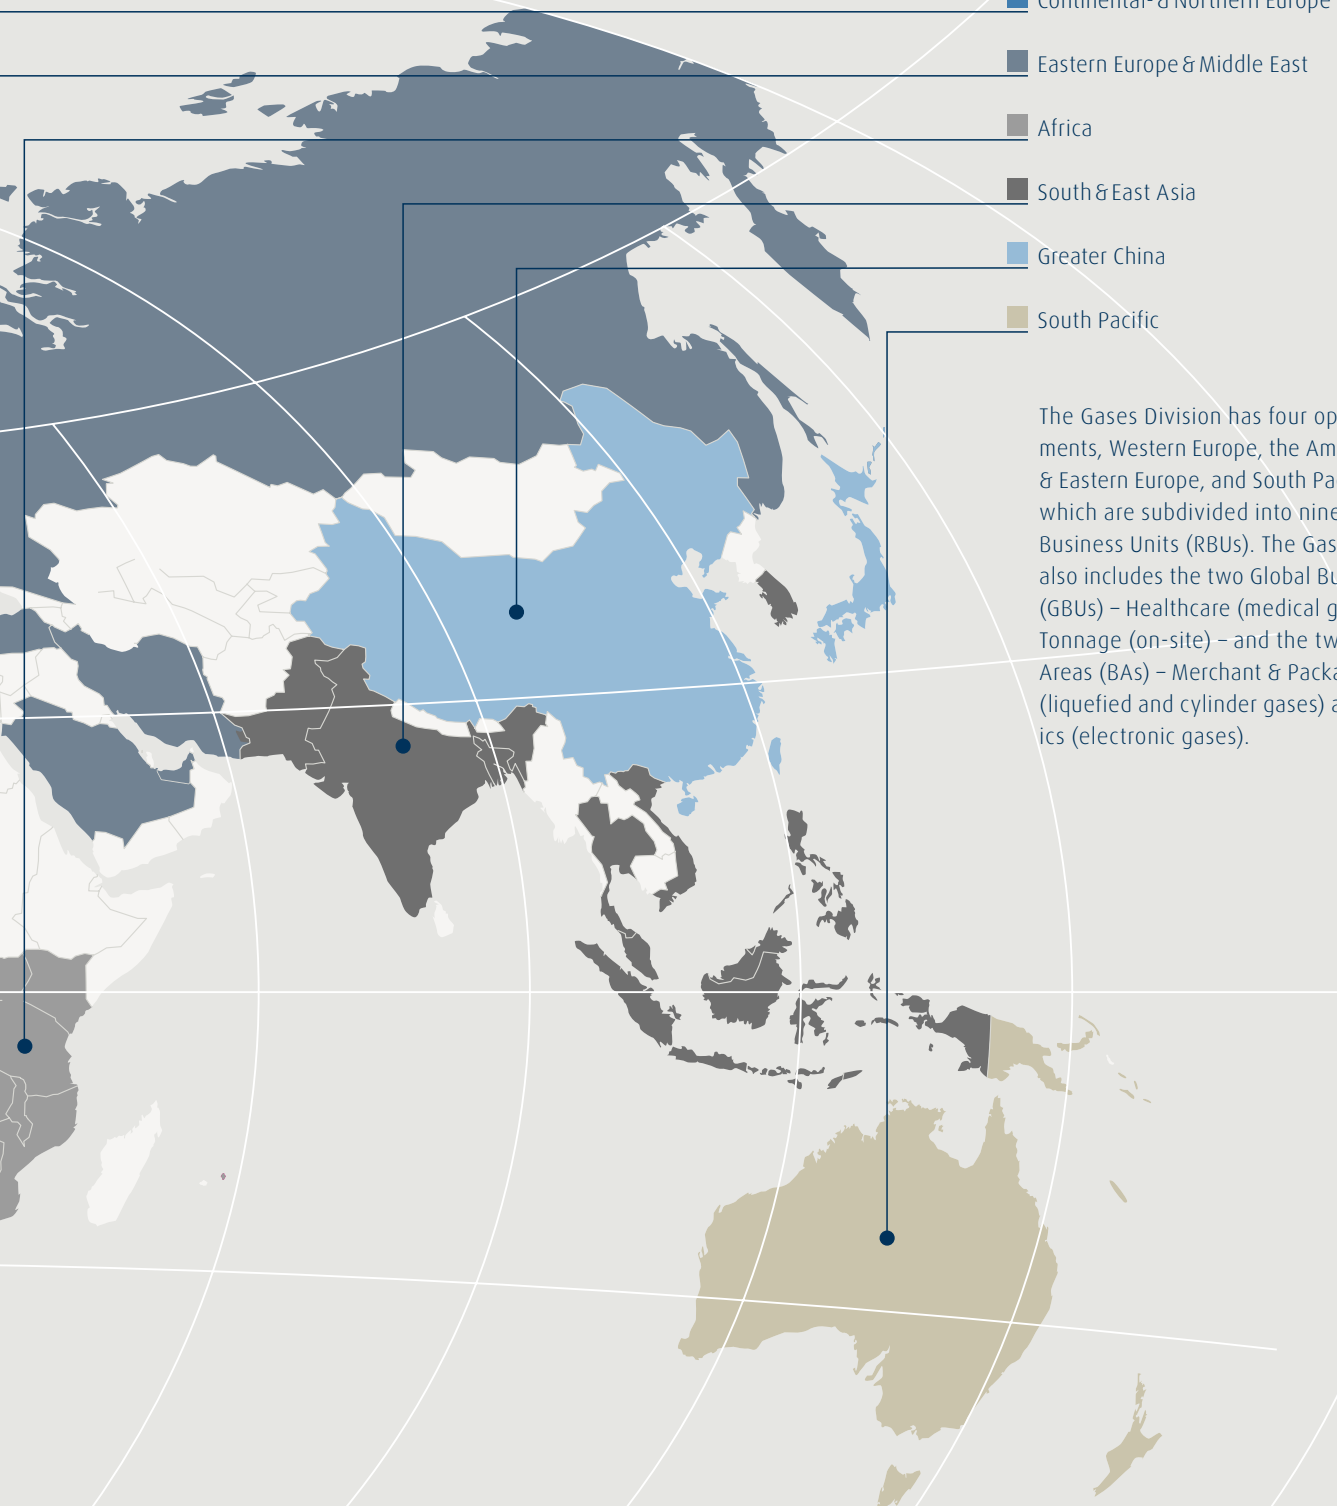 Continental- & Northern Europe
Eastern Europe & Middle East
Africa
South & East Asia
Greater China
South Pacific
The Gases Division has four op
ments, Western Europe, the Am
& Eastern Europe, and South Pa
which are subdivided into nine
Business Units (RBUs). The Gas
also includes the two Global Bu
(GBUs) – Healthcare (medical g
Tonnage (on-site) – and the tw
Areas (BAs) – Merchant & Packa
(liquefied and cylinder gases) a
ics (electronic gases).